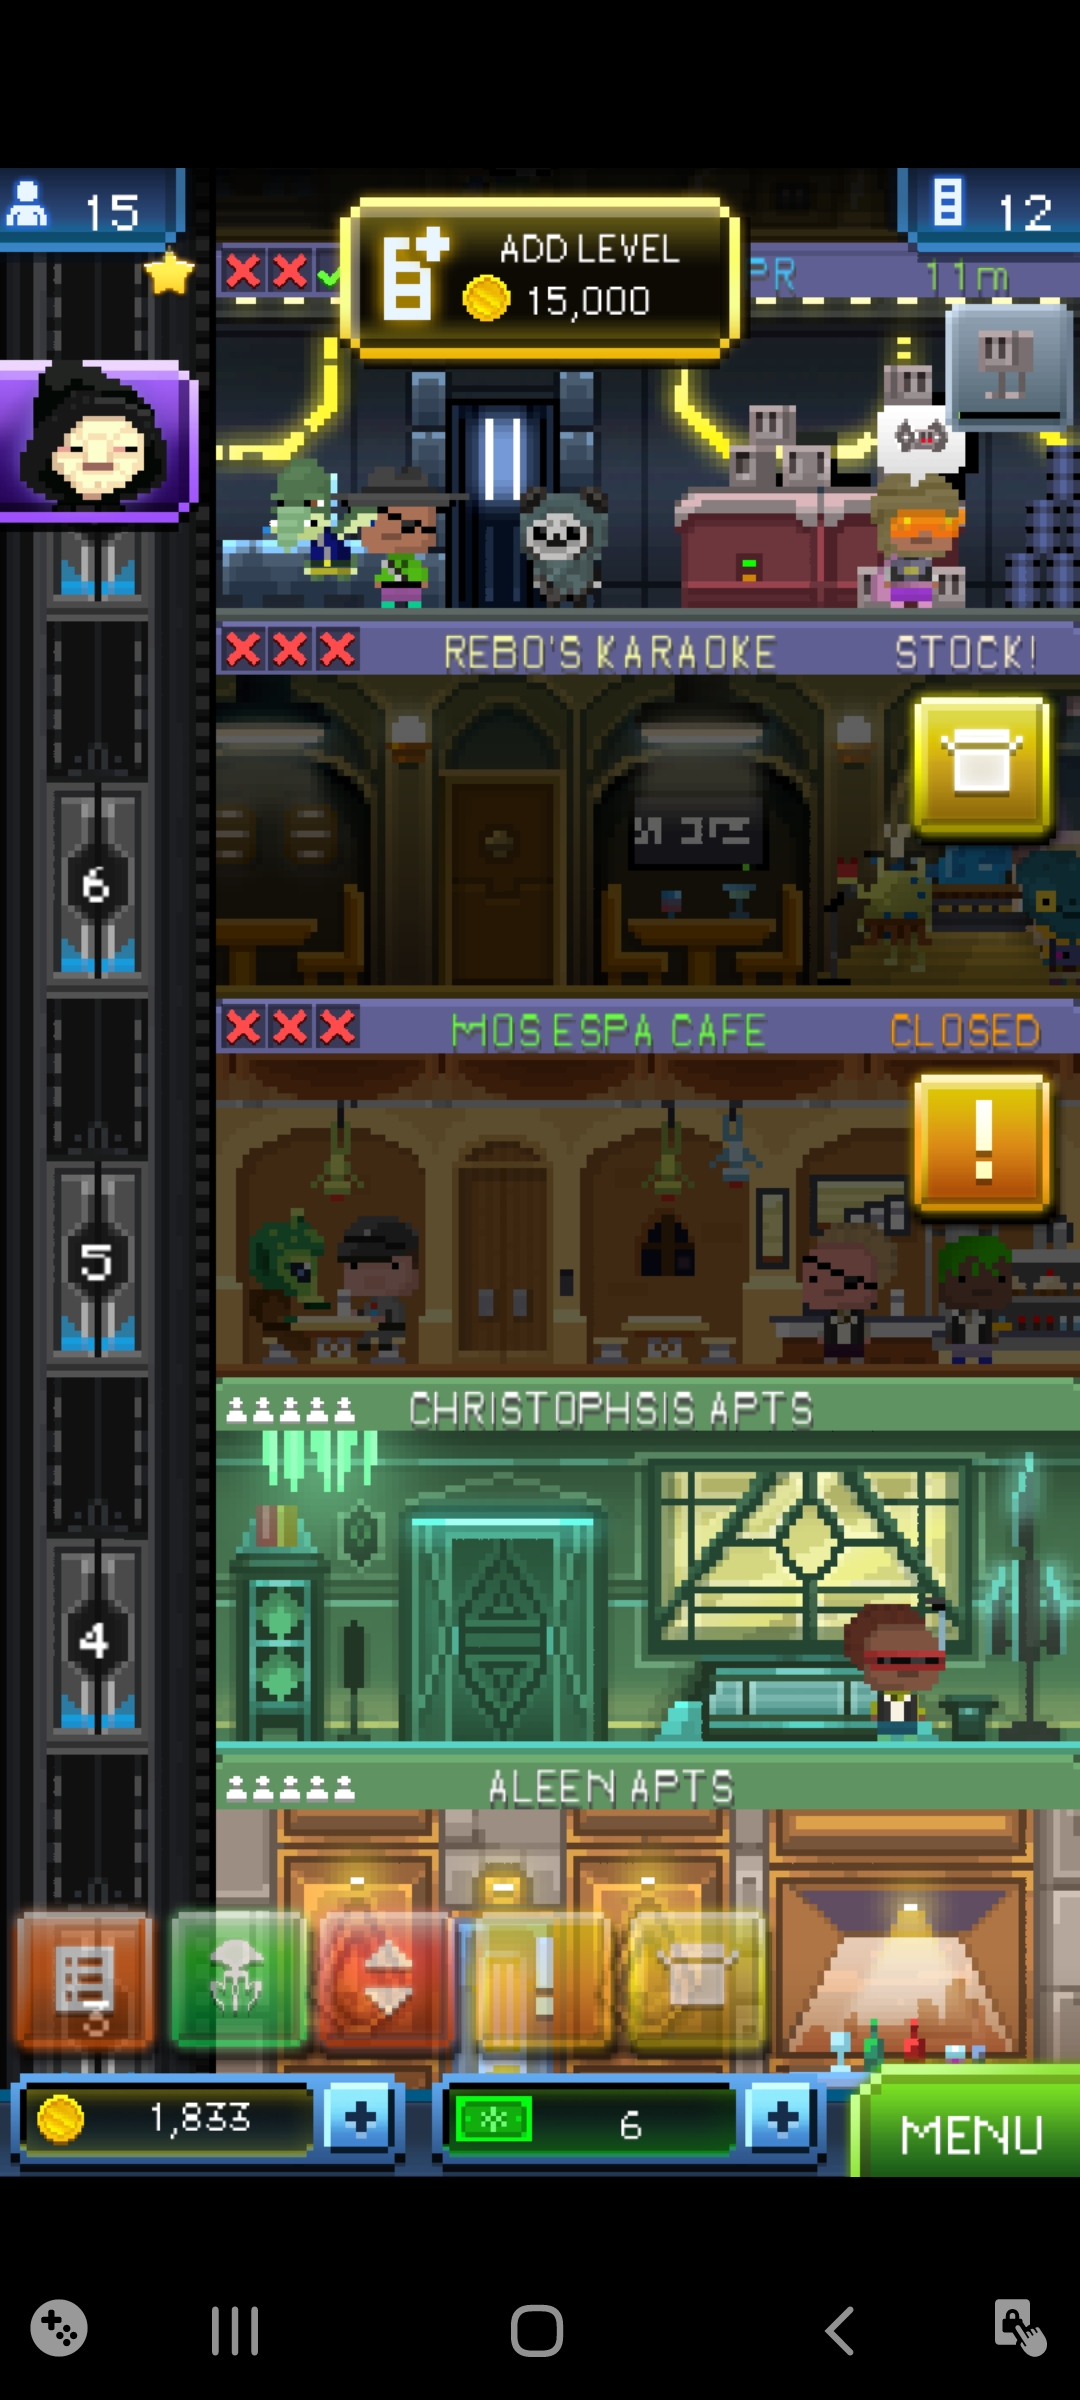 15
12
ADD LEVEL
15,000
PR
11m
REBO'S KARAOKE
STOCK!
6
MOS ESPA CAFE
CLOSED
!
5
CHRISTOPHSIS APTS
4
ALEEN APTS
3
!
1,833
+
6
+
MENU